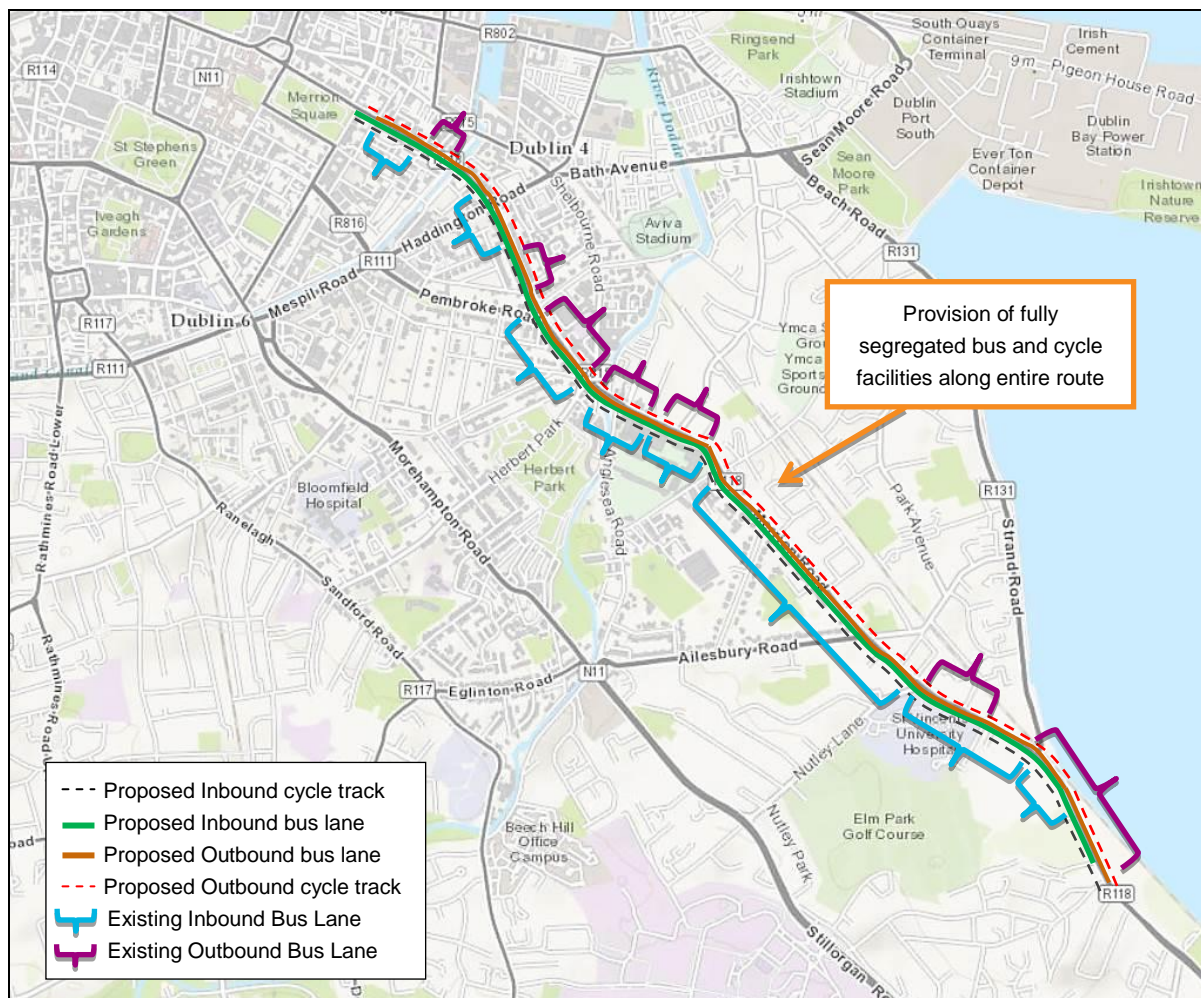 R802
R114
N11
Merrion
Square
St Stephens
Green
Iveagh
Gardens
R816
Dublin 4
Bath Avenue
Haddington Road
Shelbourne Road
Mespil Road
R111
Pembroke Road
Dublin 6
R117
R111
Aviva
Stadium
River Dodder
Ringsend
Park
Irishtown
Stadium
Sean Moore Road
South Quays
Container
Terminal
Irish
Cement
9 m
Pigeon House Road
Dublin
Port
South
Dublin
Bay Power
Station
Ever Ton
Container
Depot
Irishtown
Nature
Reserve
Sean
Moore
Park
Beach Road
R131
Provision of fully
segregated bus and cycle
facilities along entire route
Herbert Park
Herbert
Park
Anglesea Road
Morehampton Road
Bloomfield
Hospital
Rathmines Road Lower
Ranelagh
Sandford Road
Merrion Road
Park Avenue
R131
Strand Road
Ailesbury Road
N11
Eglinton Road
R117
St Vincents
University
Hospital
Nutley Lane
Elm Park
Golf Course
Nutley Park
Beech Hill
Office
Campus
Stillorgan Road
R118
--- Proposed Inbound cycle track
Proposed Inbound bus lane
Proposed Outbound bus lane
--- Proposed Outbound cycle track
Existing Inbound Bus Lane
Existing Outbound Bus Lane